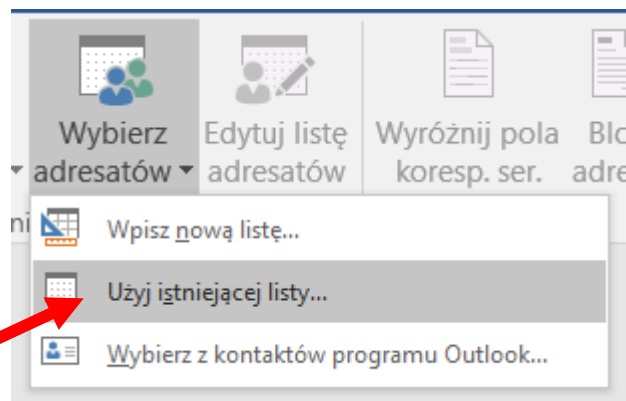 Wybierz adresatów
Edytuj listę adresatów
Wyróżnij pola koresp. ser.
Wpisz nową listę...
Użyj istniejącej listy...
Wybierz z kontaktów programu Outlook...